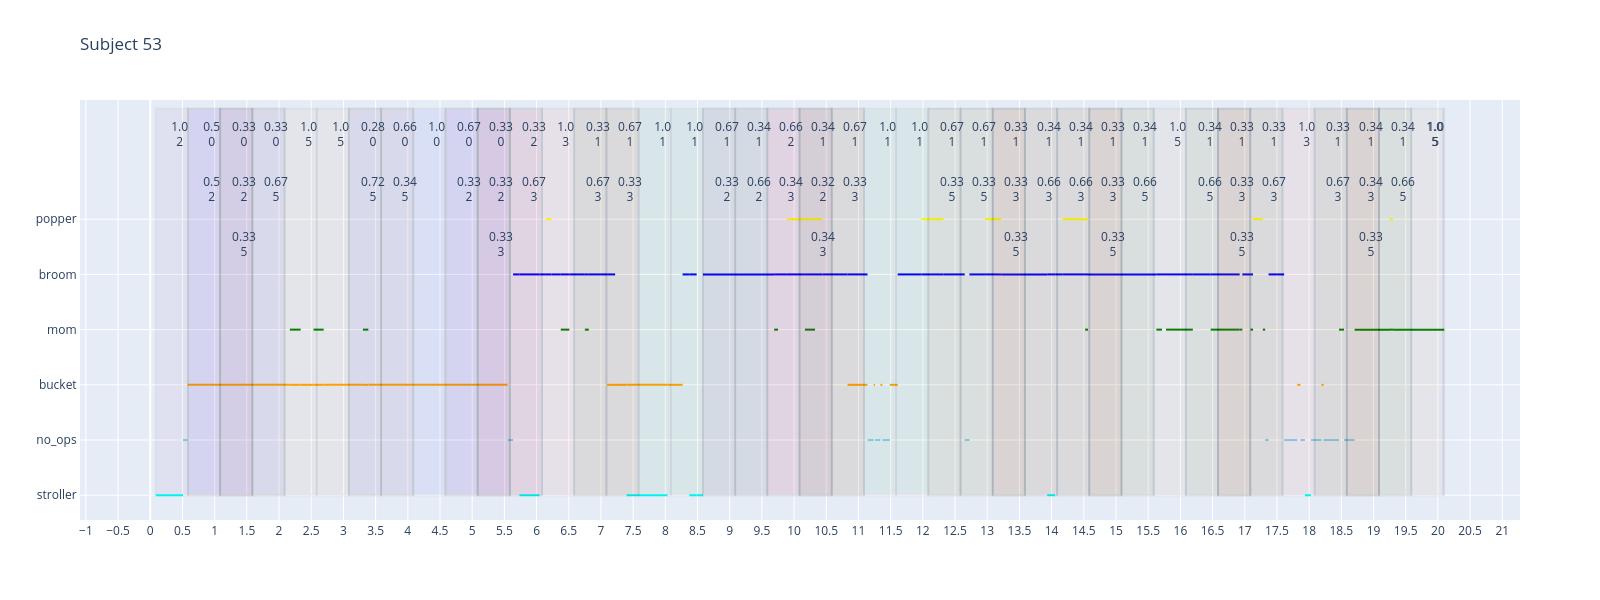 Subject 53
1.0 0.5 0.33 0.33 1.0 1.0 0.28 0.66 1.0 0.67 0.33 0.33 1.0 0.33 0.67 1.0 1.0 0.67 0.34 0.66 0.34 0.67 1.0 1.0 0.67 0.67 0.33 0.34 0.34 0.33 0.34 1.0 0.34 0.33 0.33 1.0 0.33 0.34 0.34 1.0
2 0 0 0 5 5 0 0 0 0 0 2 3 1 1 1 1 1 1 2 1 1 1 1 1 1 1 1 1 1 1 5 1 1 1 3 1 1 1 5
0.5 0.33 0.67 0.72 0.34 0.33 0.33 0.67 0.67 0.33 0.33 0.66 0.34 0.32 0.33 0.33 0.33 0.33 0.66 0.66 0.33 0.66 0.66 0.33 0.67 0.67 0.34 0.66
2 2 5 5 5 2 2 3 3 3 2 2 3 2 3 5 5 3 3 3 3 5 5 3 3 3 3 5
popper
0.33 0.33 0.34 0.33 0.33 0.33 0.33
5 3 3 5 5 5 5
broom
mom
bucket
no_ops
stroller
−1 −0.5 0 0.5 1 1.5 2 2.5 3 3.5 4 4.5 5 5.5 6 6.5 7 7.5 8 8.5 9 9.5 10 10.5 11 11.5 12 12.5 13 13.5 14 14.5 15 15.5 16 16.5 17 17.5 18 18.5 19 19.5 20 20.5 21